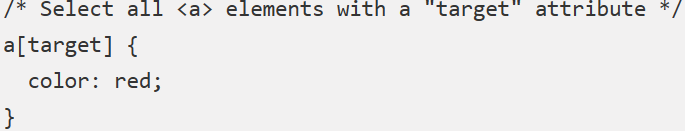 /* Select all <a> elements with a "target" attribute */
a[target] {
  color: red;
}